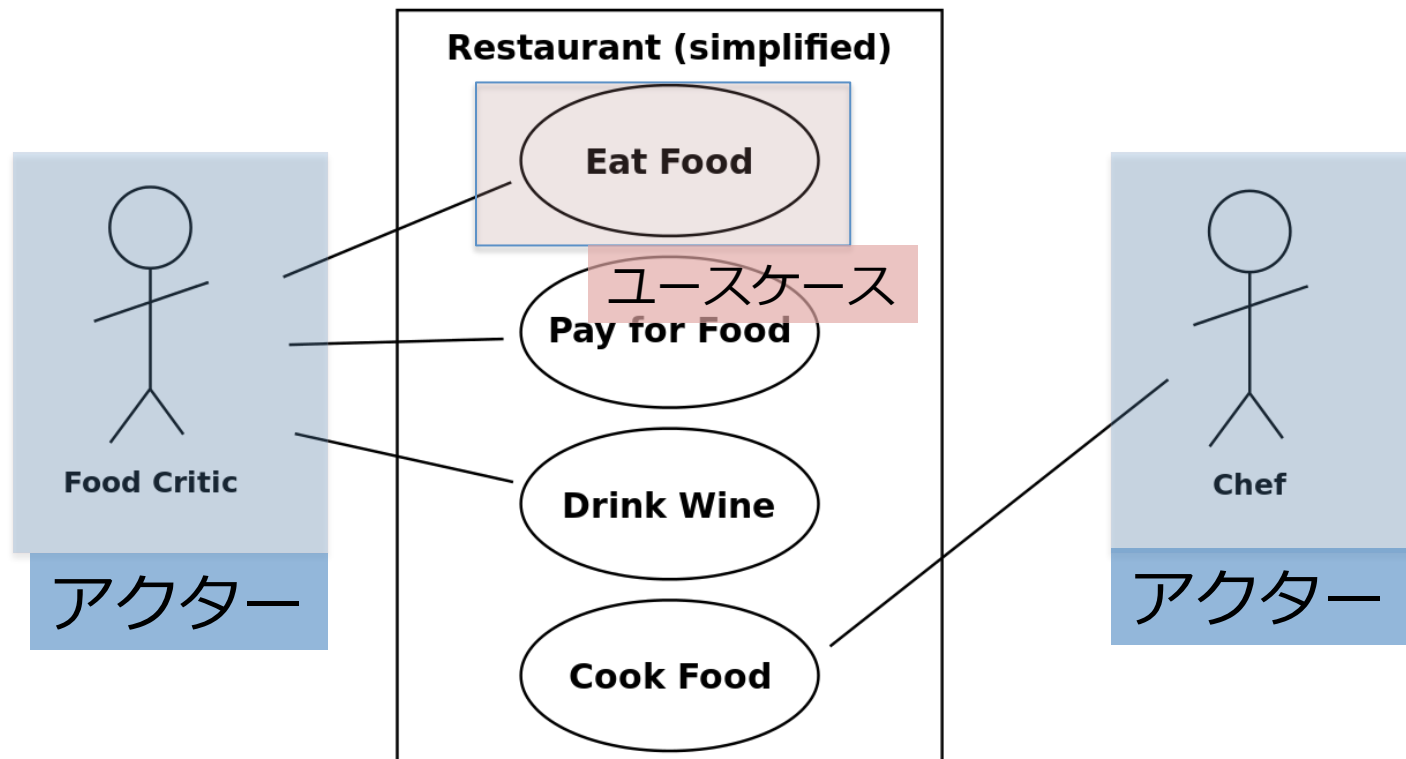 Restaurant (simplified)
Eat Food
ユースケース
Pay for Food
Food Critic
Chef
Drink Wine
アクター
アクター
Cook Food